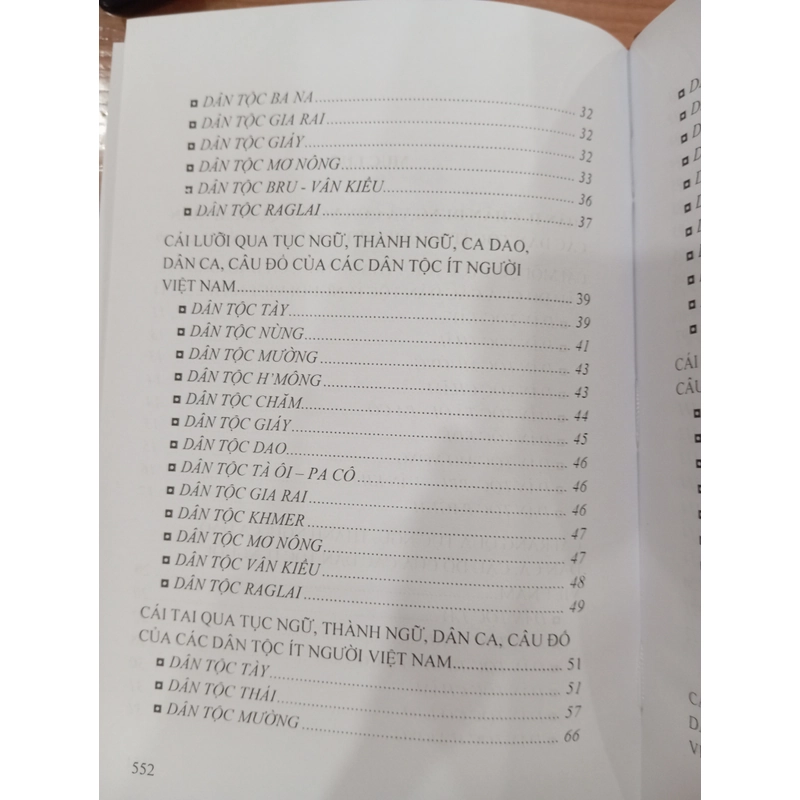 ◘ DÂN TỘC BA NA ........ 32
◘ DÂN TỘC GIA RAI ........ 32
◘ DÂN TỘC GIÁY ........ 32
◘ DÂN TỘC MƠ NÔNG ........ 33
◘ DÂN TỘC BRU - VÂN KIỀU ........ 36
◘ DÂN TỘC RAGLAI ........ 37
CÁI LƯỠI QUA TỤC NGỮ, THÀNH NGỮ, CA DAO,
DÂN CA, CÂU ĐỐ CỦA CÁC DÂN TỘC ÍT NGƯỜI
VIỆT NAM ........ 39
◘ DÂN TỘC TÀY ........ 39
◘ DÂN TỘC NÙNG ........ 41
◘ DÂN TỘC MƯỜNG ........ 43
◘ DÂN TỘC H'MÔNG ........ 43
◘ DÂN TỘC CHĂM ........ 44
◘ DÂN TỘC GIÁY ........ 45
◘ DÂN TỘC DAO ........ 46
◘ DÂN TỘC TÀ ÔI – PA CÔ ........ 46
◘ DÂN TỘC GIA RAI ........ 46
◘ DÂN TỘC KHMER ........ 47
◘ DÂN TỘC MƠ NÔNG ........ 47
◘ DÂN TỘC VÂN KIỀU ........ 48
◘ DÂN TỘC RAGLAI ........ 49
CÁI TAI QUA TỤC NGỮ, THÀNH NGỮ, DÂN CA, CÂU ĐỐ
CỦA CÁC DÂN TỘC ÍT NGƯỜI VIỆT NAM ........ 51
◘ DÂN TỘC TÀY ........ 51
◘ DÂN TỘC THÁI ........ 57
◘ DÂN TỘC MƯỜNG ........ 66
552
CÁI
CÂU